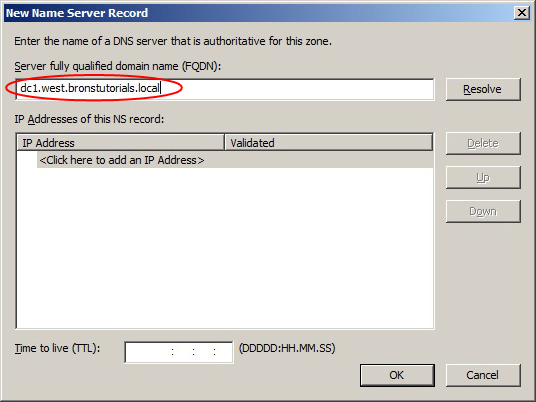 New Name Server Record
Enter the name of a DNS server that is authoritative for this zone.
Server fully qualified domain name (FQDN):
dc1.west.bronstutorials.local
Resolve
IP Addresses of this NS record:
IP Address Validated
<Click here to add an IP Address>
Delete
Up
Down
Time to live (TTL): : : : (DDDDD:HH.MM.SS)
OK Cancel